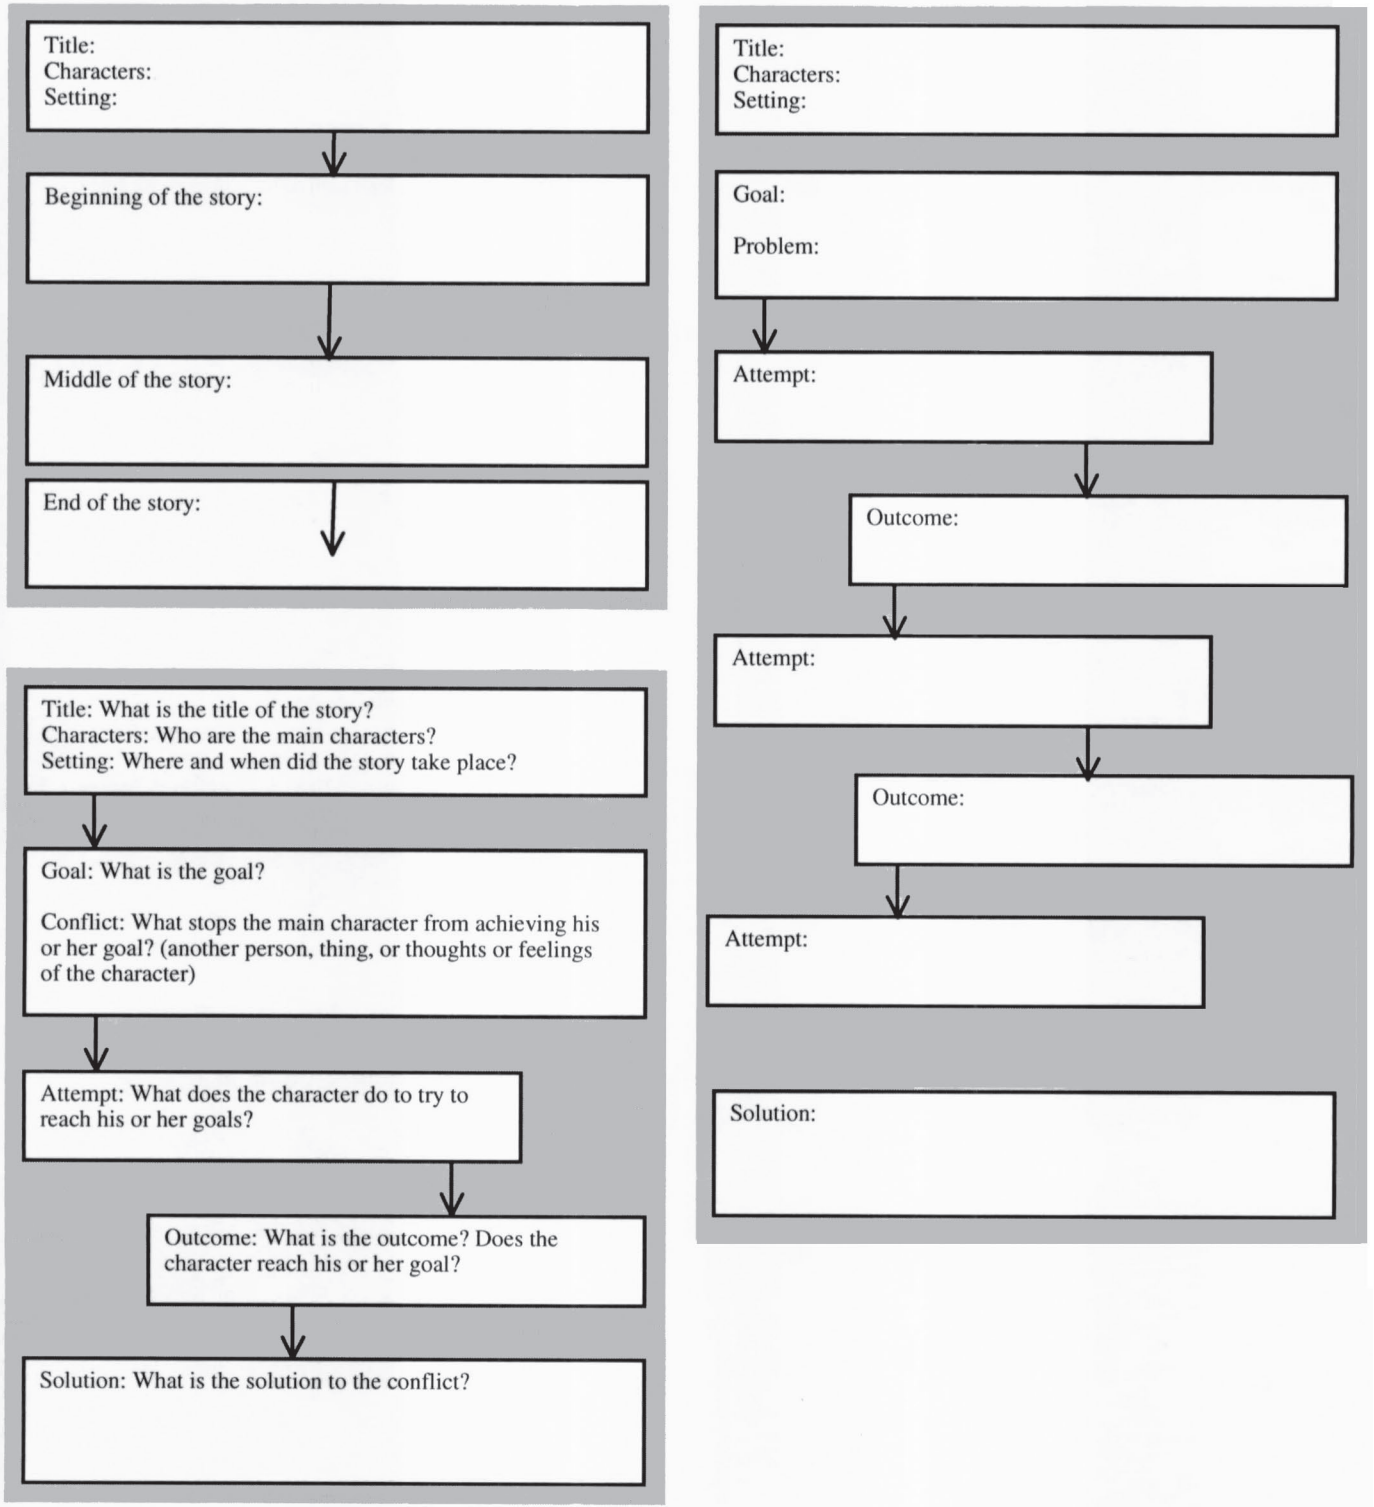 Title:
Characters:
Setting:
Beginning of the story:
Middle of the story:
End of the story:
Title: What is the title of the story?
Characters: Who are the main characters?
Setting: Where and when did the story take place?
Goal: What is the goal?
Conflict: What stops the main character from achieving his
or her goal? (another person, thing, or thoughts or feelings
of the character)
Attempt: What does the character do to try to
reach his or her goals?
Outcome: What is the outcome? Does the
character reach his or her goal?
Solution: What is the solution to the conflict?
Title:
Characters:
Setting:
Goal:
Problem:
Attempt:
Outcome:
Attempt:
Outcome:
Attempt:
Solution: